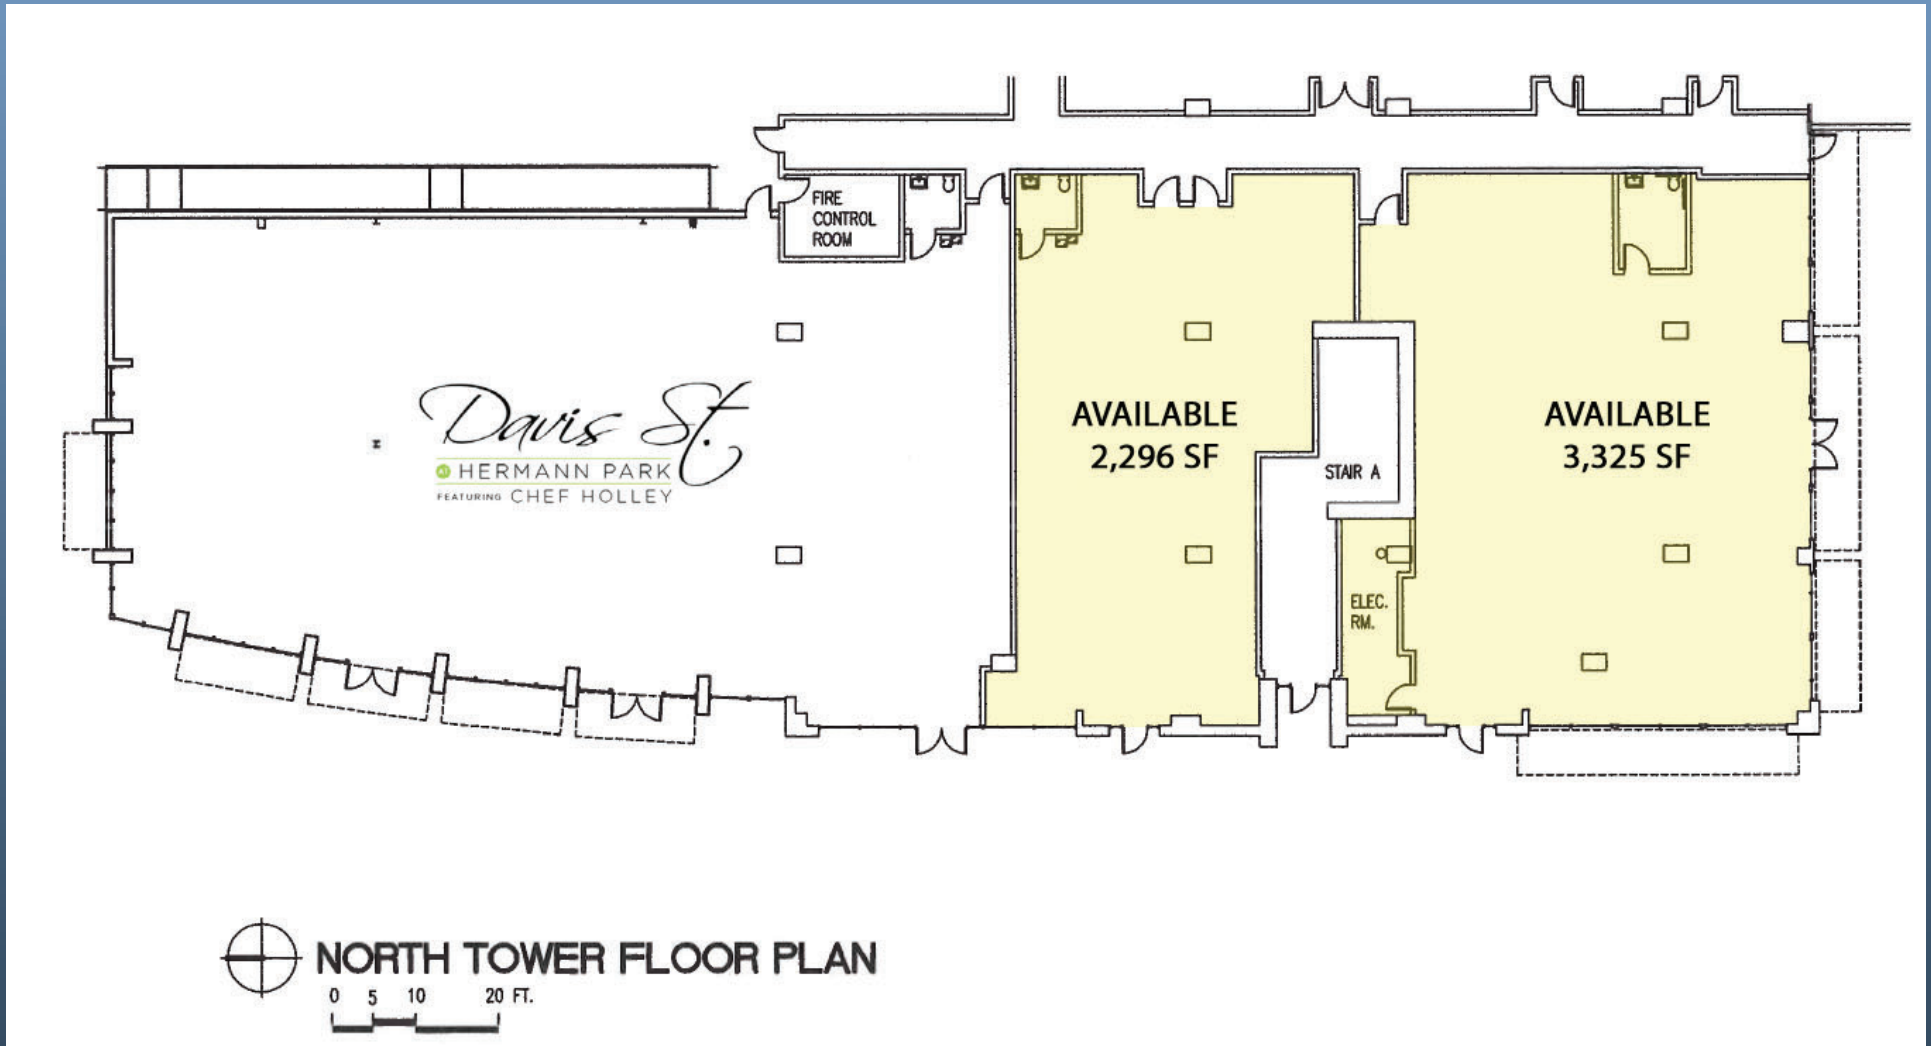 FIRE
CONTROL
ROOM
Davis St.
AT HERMANN PARK
FEATURING CHEF HOLLEY
AVAILABLE
2,296 SF
STAIR A
ELEC.
RM.
AVAILABLE
3,325 SF
NORTH TOWER FLOOR PLAN
0 5 10 20 FT.